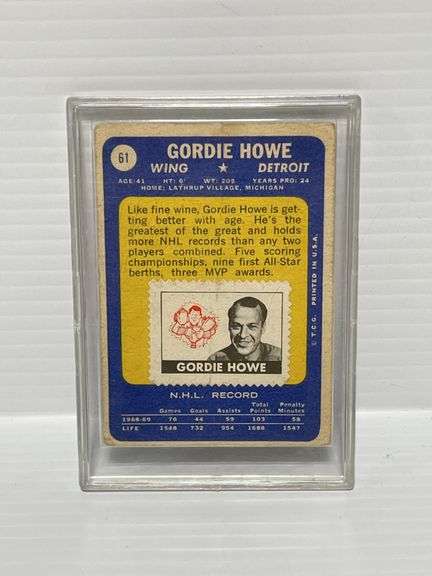 61
GORDIE HOWE
WING ★ DETROIT
AGE: 41 HT: 6' WT: 205 YEARS PRO: 24
HOME: LATHRUP VILLAGE, MICHIGAN
Like fine wine, Gordie Howe is get-
ting better with age. He's the
greatest of the great and holds
more NHL records than any two
players combined. Five scoring
championships, nine first All-Star
berths, three MVP awards.
GORDIE HOWE
N.H.L. RECORD
Games Goals Assists Total Points Penalty Minutes
1968-69 76 44 59 103 58
LIFE 1548 732 954 1686 1547
© T.C.G. PRINTED IN U.S.A.